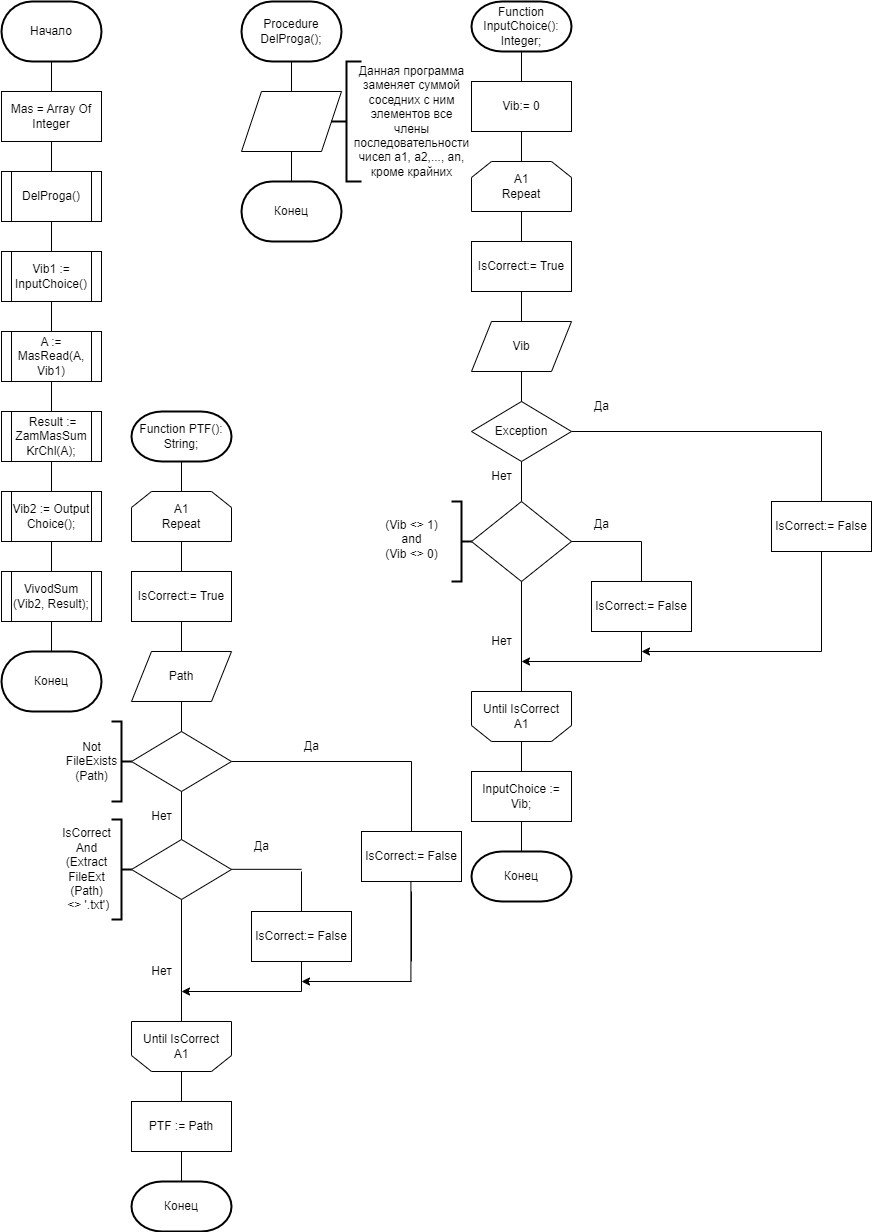 Начало
Mas = Array Of
Integer
DelProga()
Vib1 :=
InputChoice()
A :=
MasRead(A,
Vib1)
Result :=
ZamMasSum
KrChl(A);
Vib2 := Output
Choice();
VivodSum
(Vib2, Result);
Конец
Procedure
DelProga();
Данная программа
заменяет суммой
соседних с ним
элементов все
члены
последовательности
чисел a1, a2,..., an,
кроме крайних
Конец
Function PTF():
String;
A1
Repeat
IsCorrect:= True
Path
Not
FileExists
(Path)
Да
Нет
IsCorrect
And
(Extract
FileExt
(Path)
<> '.txt')
Да
IsCorrect:= False
IsCorrect:= False
Нет
Until IsCorrect
A1
PTF := Path
Конец
Function
InputChoice():
Integer;
Vib:= 0
A1
Repeat
IsCorrect:= True
Vib
Exception
Да
Нет
(Vib <> 1)
and
(Vib <> 0)
Да
IsCorrect:= False
IsCorrect:= False
Нет
Until IsCorrect
A1
InputChoice :=
Vib;
Конец